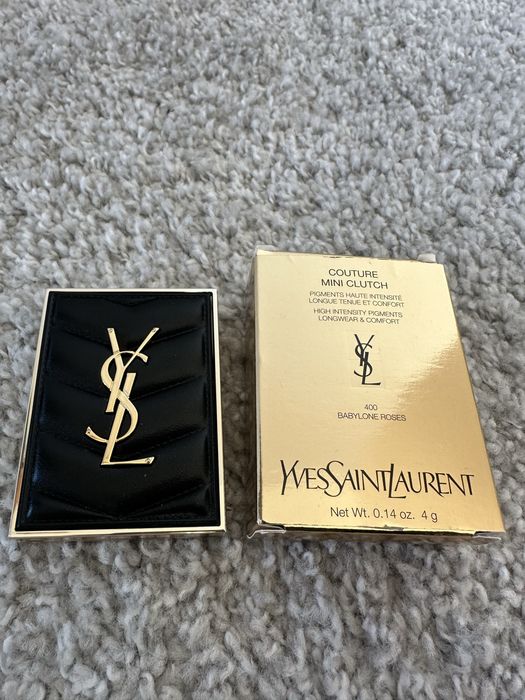 YSL
COUTURE
MINI CLUTCH
PIGMENTS HAUTE INTENSITÉ
LONGUE TENUE ET CONFORT
HIGH INTENSITY PIGMENTS
LONGWEAR & COMFORT
YSL
400
BABYLONE ROSES
YVESSAINTLAURENT
Net Wt. 0.14 oz. 4 g